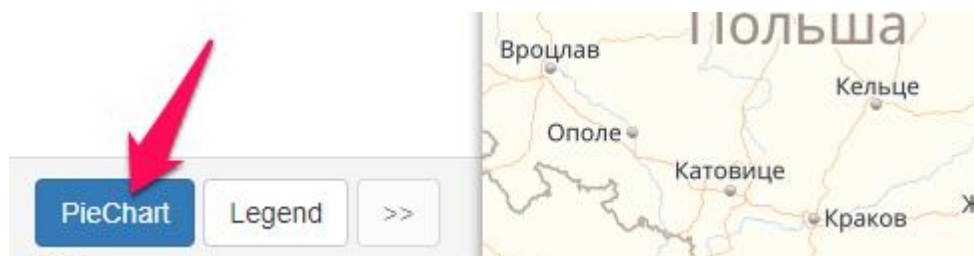 Польша
Вроцлав
Кельце
Ополе
Катовице
Краков
PieChart
Legend
>>